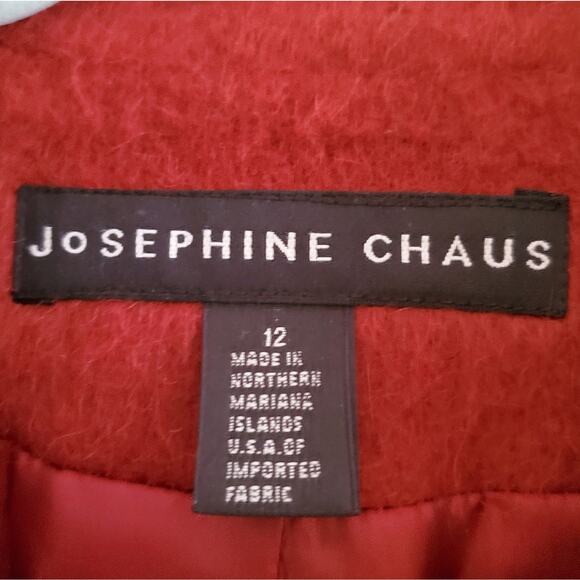 JoSEPHINE CHAUS
12
MADE IN
NORTHERN
MARIANA
ISLANDS
U.S.A.OF
IMPORTED
FABRIC